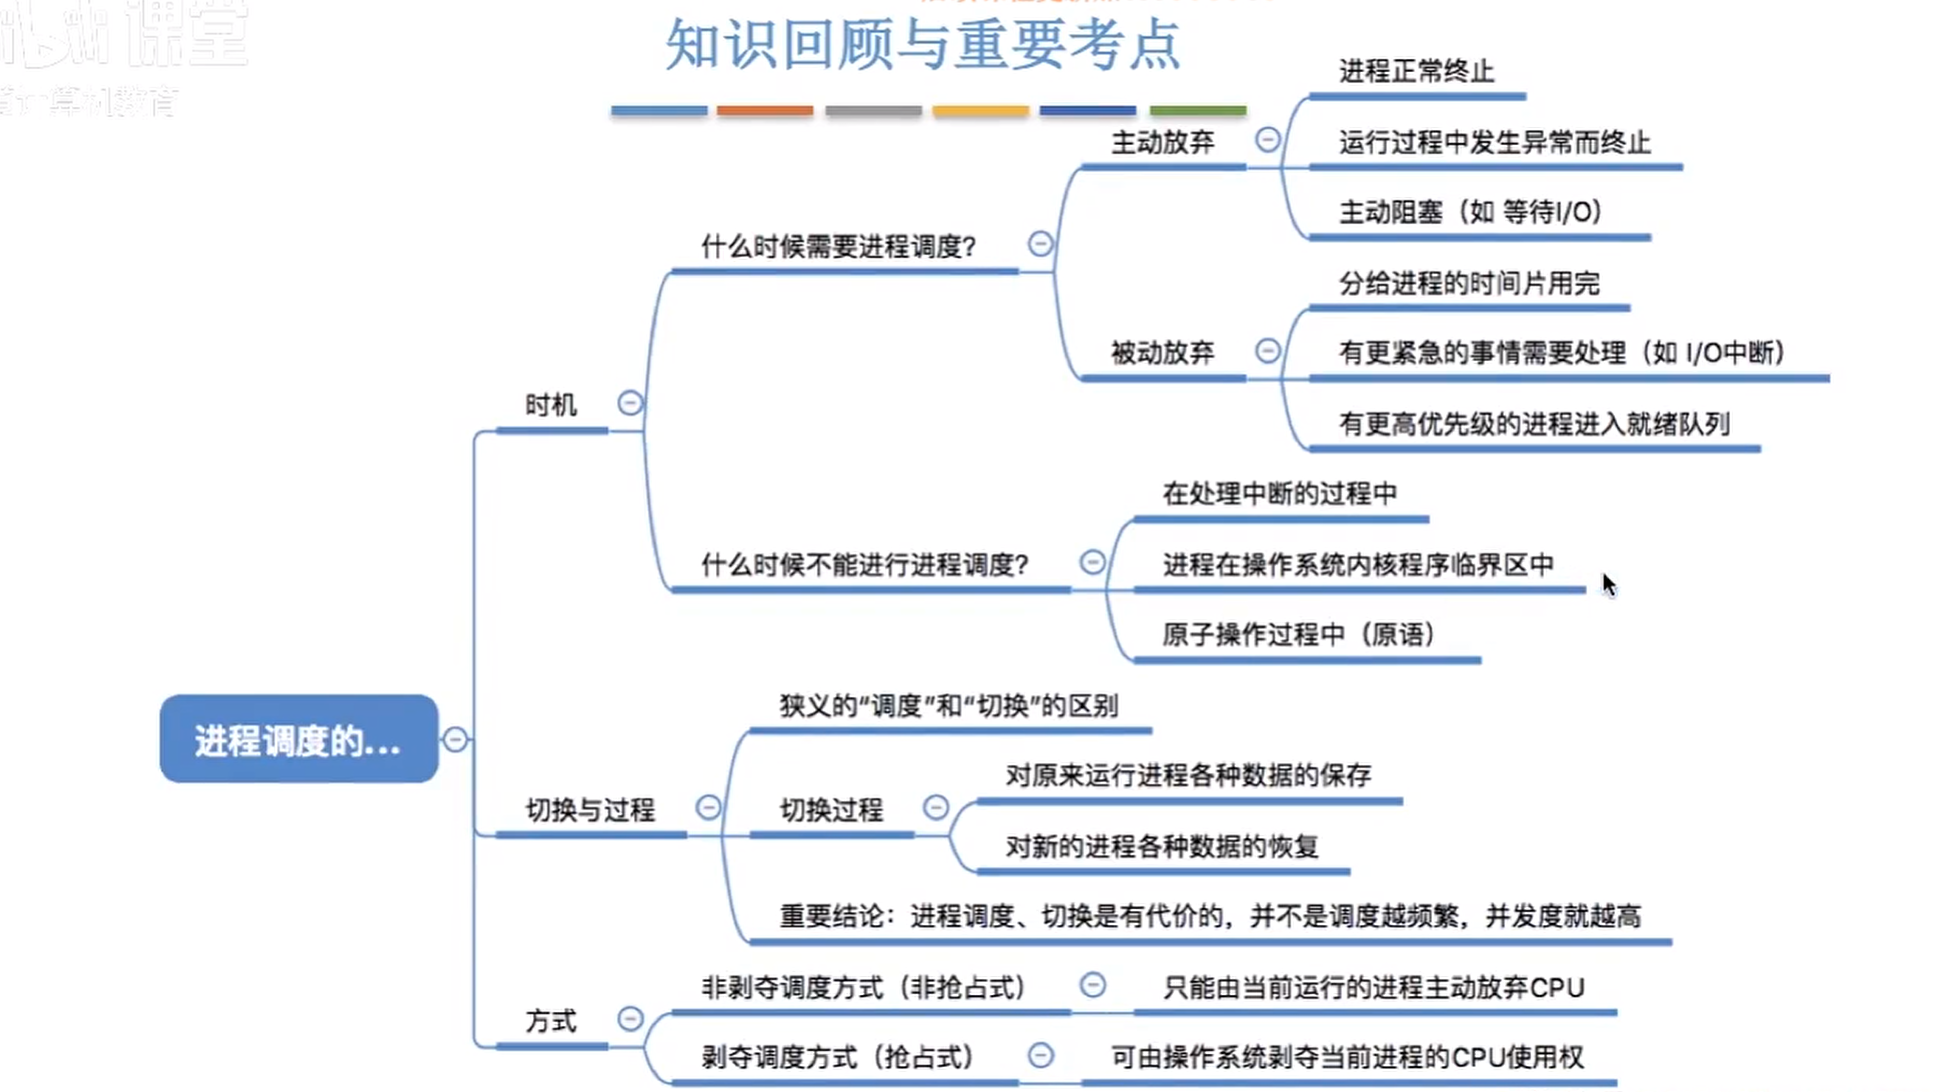 课堂
计算机教育
知识回顾与重要考点
进程正常终止
主动放弃
运行过程中发生异常而终止
主动阻塞（如 等待I/O）
什么时候需要进程调度?
分给进程的时间片用完
被动放弃
有更紧急的事情需要处理（如 I/O中断）
时机
有更高优先级的进程进入就绪队列
在处理中断的过程中
什么时候不能进行进程调度?
进程在操作系统内核程序临界区中
原子操作过程中（原语）
进程调度的...
狭义的“调度”和“切换”的区别
对原来运行进程各种数据的保存
切换与过程
切换过程
对新的进程各种数据的恢复
重要结论：进程调度、切换是有代价的，并不是调度越频繁，并发度就越高
非剥夺调度方式（非抢占式）
只能由当前运行的进程主动放弃CPU
方式
剥夺调度方式（抢占式）
可由操作系统剥夺当前进程的CPU使用权